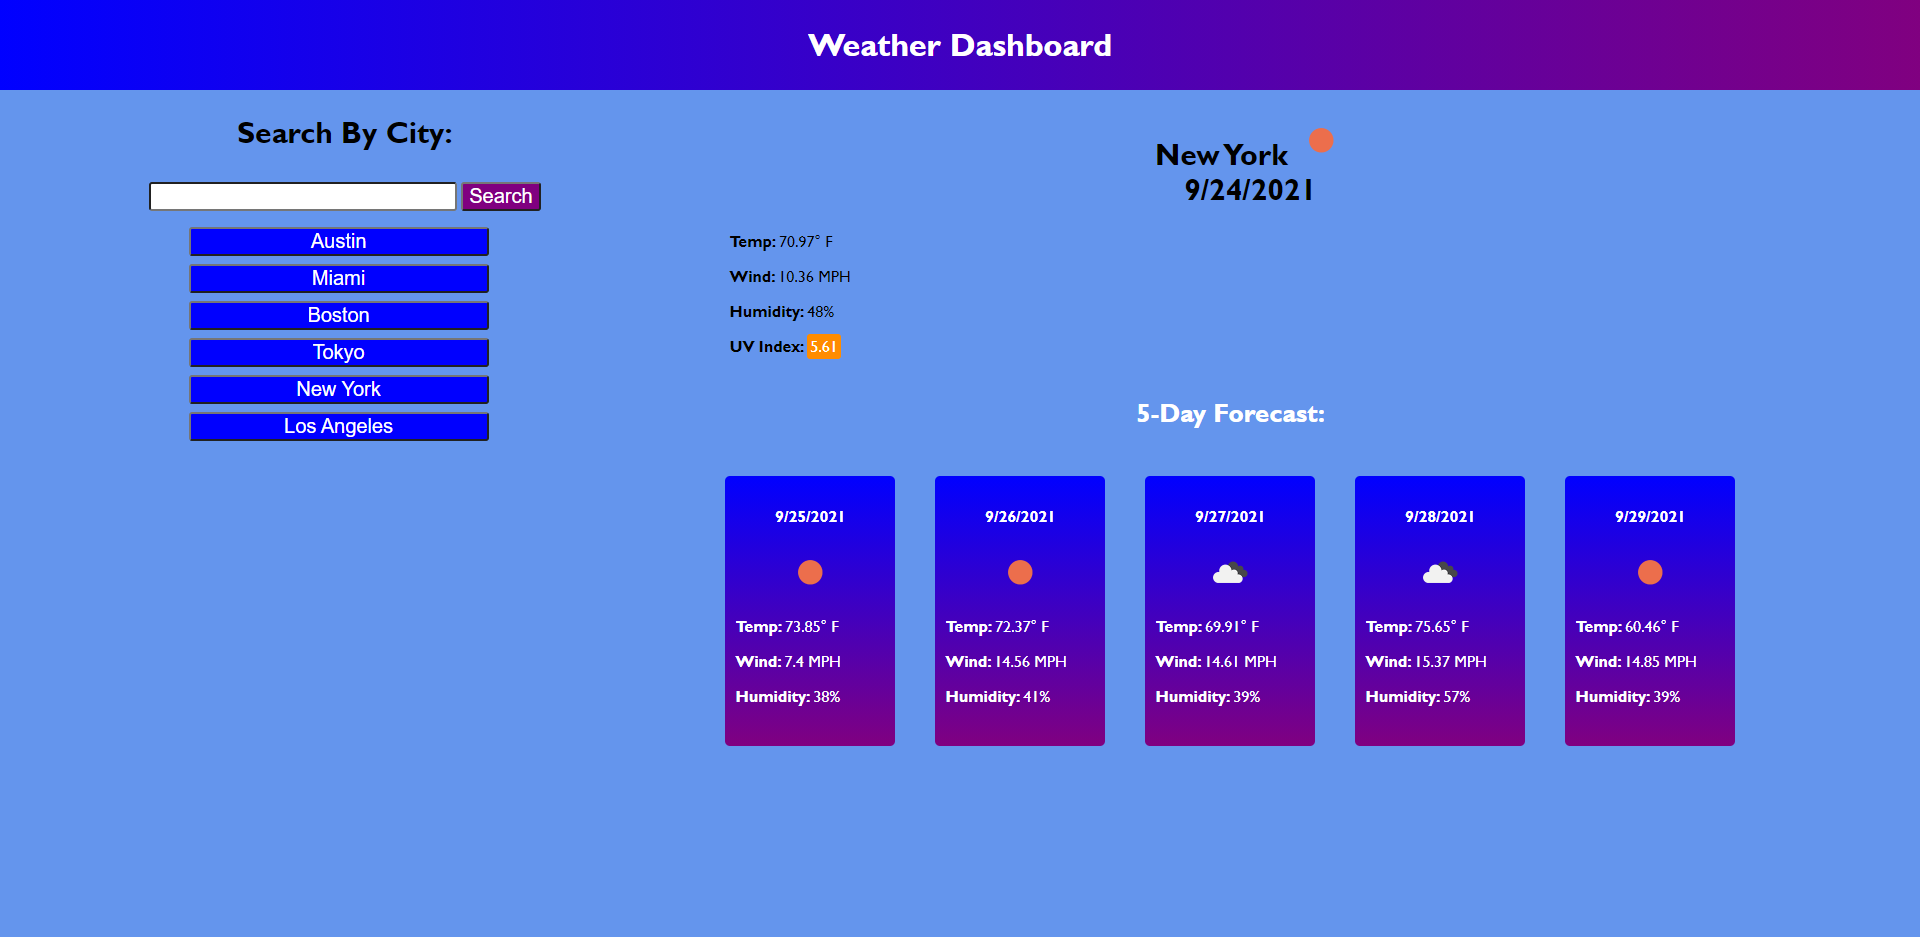 Weather Dashboard
Search By City:
Search
Austin
Miami
Boston
Tokyo
New York
Los Angeles
New York
9/24/2021
Temp: 70.97° F
Wind: 10.36 MPH
Humidity: 48%
UV Index: 5.61
5-Day Forecast:
9/25/2021
Temp: 73.85° F
Wind: 7.4 MPH
Humidity: 38%
9/26/2021
Temp: 72.37° F
Wind: 14.56 MPH
Humidity: 41%
9/27/2021
Temp: 69.91° F
Wind: 14.61 MPH
Humidity: 39%
9/28/2021
Temp: 75.65° F
Wind: 15.37 MPH
Humidity: 57%
9/29/2021
Temp: 60.46° F
Wind: 14.85 MPH
Humidity: 39%